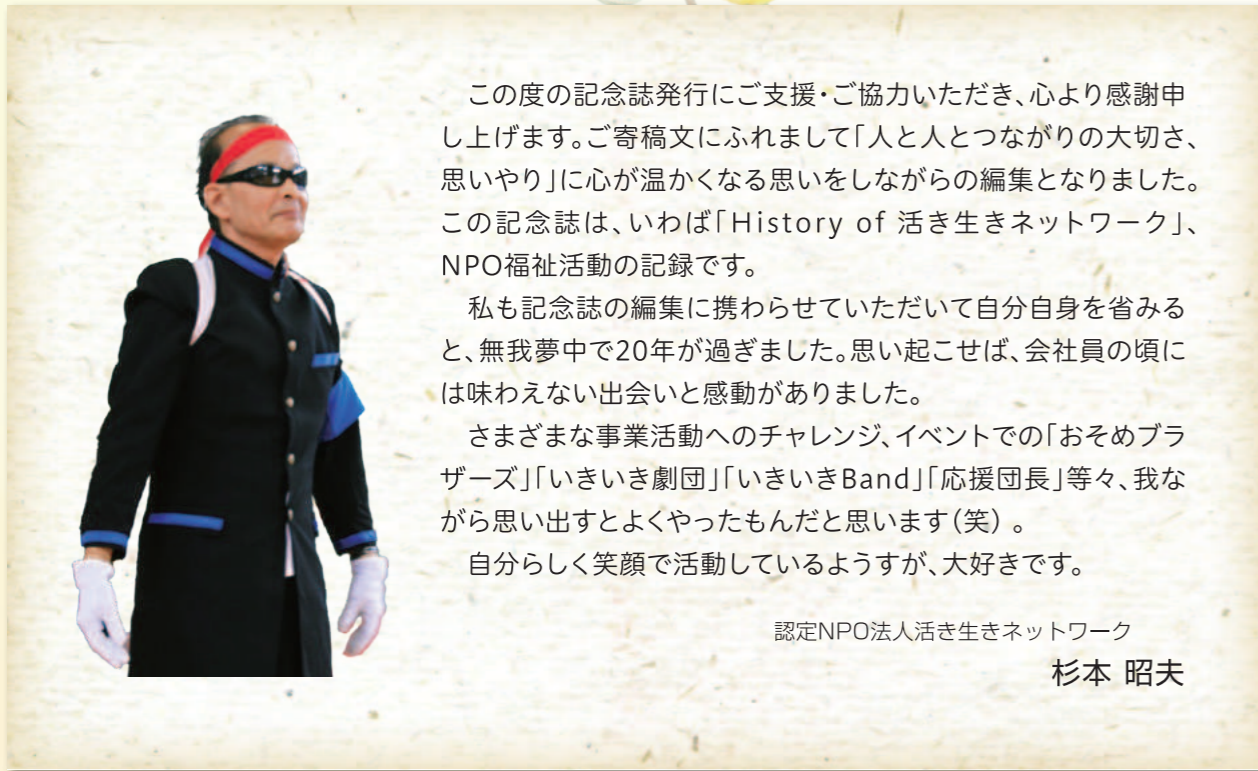 この度の記念誌発行にご支援・ご協力いただき、心より感謝申
し上げます。ご寄稿文にふれまして「人と人とつながりの大切さ、
思いやり」に心が温かくなる思いをしながらの編集となりました。
この記念誌は、いわば「History of 活き生きネットワーク」、
NPO福祉活動の記録です。
私も記念誌の編集に携わらせていただいて自分自身を省みる
と、無我夢中で20年が過ぎました。思い起こせば、会社員の頃に
は味わえない出会いと感動がありました。
さまざまな事業活動へのチャレンジ、イベントでの「おそめブラ
ザーズ」「いきいき劇団」「いきいきBand」「応援団長」等々、我な
がら思い出すとよくやったもんだと思います（笑）。
自分らしく笑顔で活動しているようすが、大好きです。
認定NPO法人活き生きネットワーク
杉本 昭夫